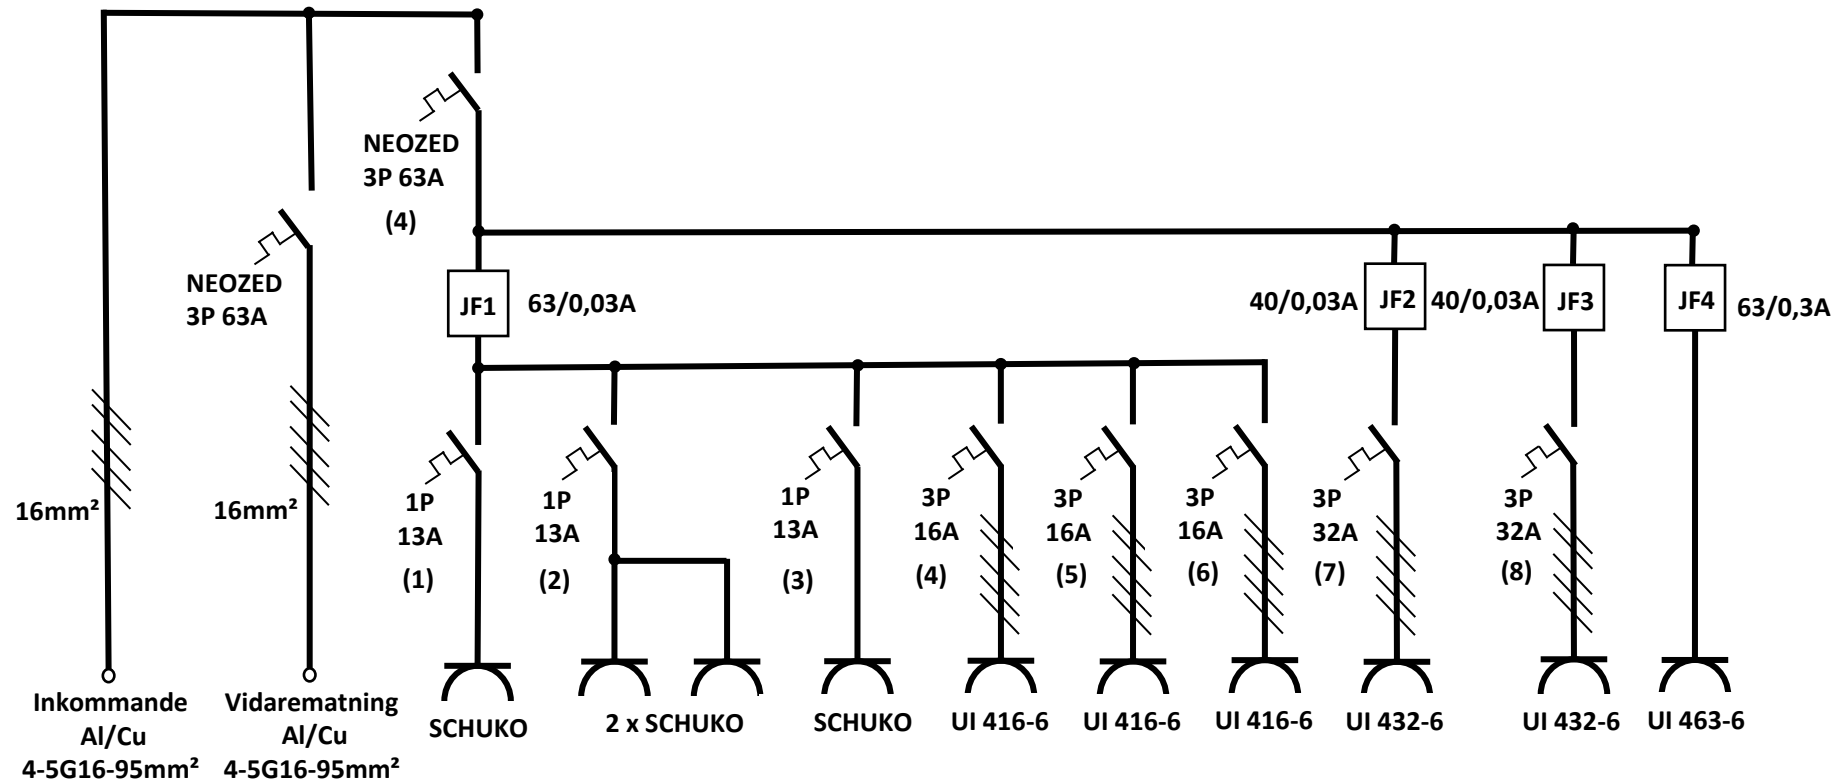 NEOZED
3P 63A
(4)
NEOZED
3P 63A
JF1
63/0,03A
40/0,03A
JF2
40/0,03A
JF3
JF4
63/0,3A
16mm²
16mm²
1P
13A
(1)
1P
13A
(2)
1P
13A
(3)
3P
16A
(4)
3P
16A
(5)
3P
16A
(6)
3P
32A
(7)
3P
32A
(8)
Inkommande
Al/Cu
4-5G16-95mm²
Vidarematning
Al/Cu
4-5G16-95mm²
SCHUKO
2 x SCHUKO
SCHUKO
UI 416-6
UI 416-6
UI 416-6
UI 432-6
UI 432-6
UI 463-6